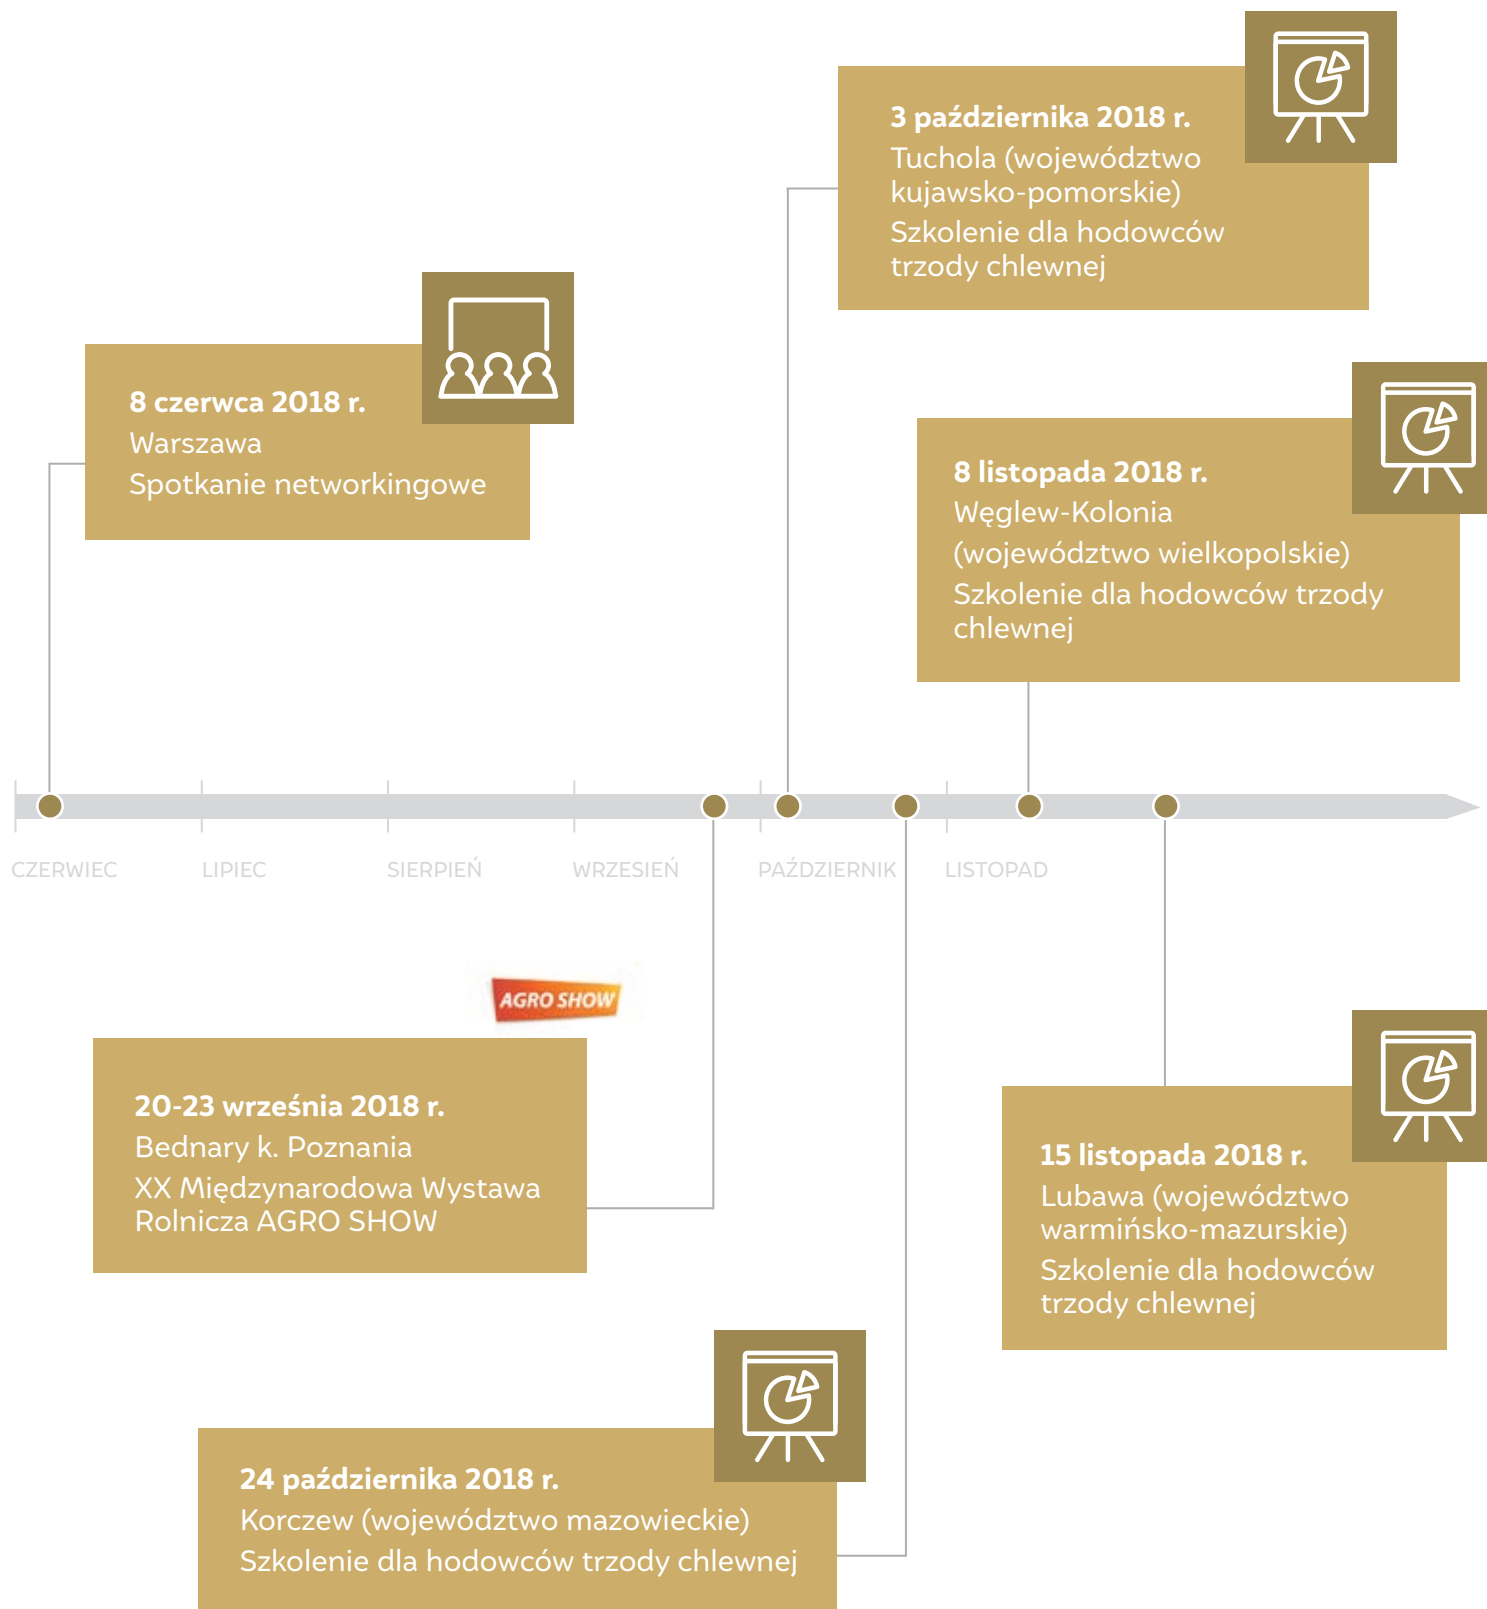 3 października 2018 r.
Tuchola (województwo
kujawsko-pomorskie)
Szkolenie dla hodowców
trzody chlewnej
8 czerwca 2018 r.
Warszawa
Spotkanie networkingowe
8 listopada 2018 r.
Węglew-Kolonia
(województwo wielkopolskie)
Szkolenie dla hodowców trzody
chlewnej
CZERWIEC
LIPIEC
SIERPIEŃ
WRZESIEŃ
PAŹDZIERNIK
LISTOPAD
AGRO SHOW
20-23 września 2018 r.
Bednary k. Poznania
XX Międzynarodowa Wystawa
Rolnicza AGRO SHOW
15 listopada 2018 r.
Lubawa (województwo
warmińsko-mazurskie)
Szkolenie dla hodowców
trzody chlewnej
24 października 2018 r.
Korczew (województwo mazowieckie)
Szkolenie dla hodowców trzody chlewnej